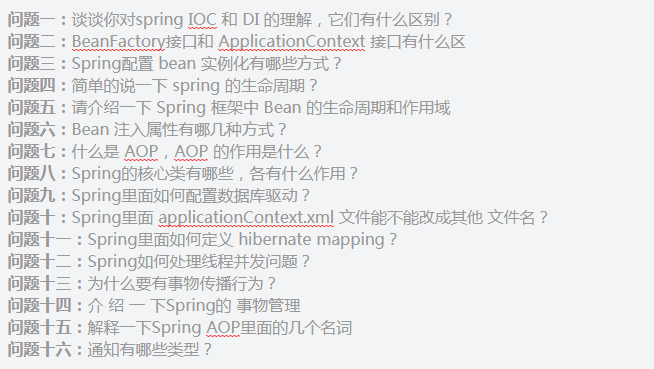 问题一：谈谈你对spring IOC 和 DI 的理解，它们有什么区别？
问题二：BeanFactory接口和 ApplicationContext 接口有什么区
问题三：Spring配置 bean 实例化有哪些方式？
问题四：简单的说一下 spring 的生命周期？
问题五：请介绍一下 Spring 框架中 Bean 的生命周期和作用域
问题六：Bean 注入属性有哪几种方式？
问题七：什么是 AOP，AOP 的作用是什么？
问题八：Spring的核心类有哪些，各有什么作用？
问题九：Spring里面如何配置数据库驱动？
问题十：Spring里面 applicationContext.xml 文件能不能改成其他 文件名？
问题十一：Spring里面如何定义 hibernate mapping？
问题十二：Spring如何处理线程并发问题？
问题十三：为什么要有事物传播行为？
问题十四：介 绍 一 下Spring的 事物管理
问题十五：解释一下Spring AOP里面的几个名词
问题十六：通知有哪些类型？